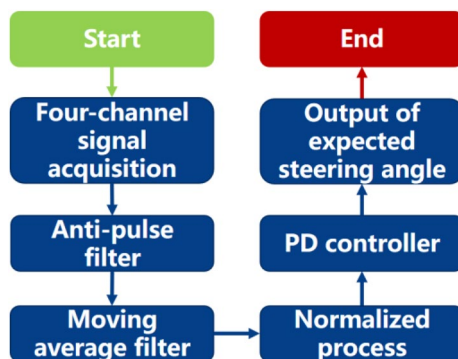 Start
Four-channel
signal
acquisition
Anti-pulse
filter
Moving
average filter
Normalized
process
PD controller
Output of
expected
steering angle
End